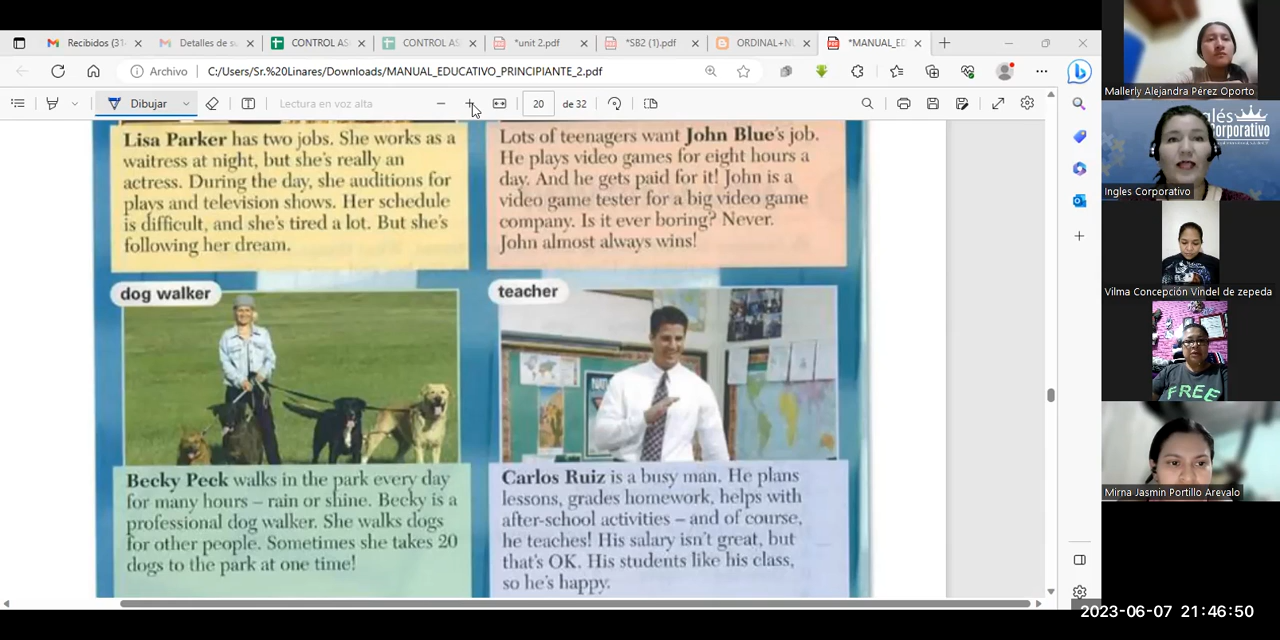 Recibidos (31
Detalles de su
CONTROL AS
CONTROL AS
*unit 2.pdf
*SB2 (1).pdf
ORDINAL+N
*MANUAL_ED
Archivo
C:/Users/Sr.%20Linares/Downloads/MANUAL_EDUCATIVO_PRINCIPIANTE_2.pdf
Dibujar
Lectura en voz alta
20
de 32
Lisa Parker has two jobs. She works as a
waitress at night, but she's really an
actress. During the day, she auditions for
plays and television shows. Her schedule
is difficult, and she's tired a lot. But she's
following her dream.
Lots of teenagers want John Blue's job.
He plays video games for eight hours a
day. And he gets paid for it! John is a
video game tester for a big video game
company. Is it ever boring? Never.
John almost always wins!
dog walker
Becky Peck walks in the park every day
for many hours – rain or shine. Becky is a
professional dog walker. She walks dogs
for other people. Sometimes she takes 20
dogs to the park at one time!
teacher
Carlos Ruiz is a busy man. He plans
lessons, grades homework, helps with
after-school activities – and of course,
he teaches! His salary isn't great, but
that's OK. His students like his class,
so he's happy.
Mallerly Alejandra Pérez Oporto
Inglés
Corporativo
Ingles Corporativo
Vilma Concepción Vindel de zepeda
FREE
Mirna Jasmin Portillo Arevalo
2023-06-07 21:46:50